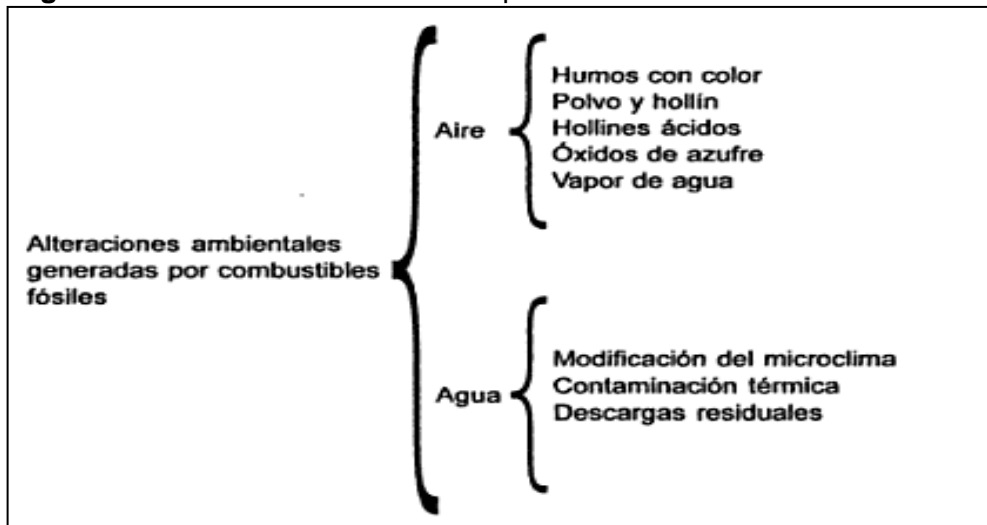 Aire
Humos con color
Polvo y hollín
Hollines ácidos
Óxidos de azufre
Vapor de agua
Alteraciones ambientales
generadas por combustibles
fósiles
Agua
Modificación del microclima
Contaminación térmica
Descargas residuales